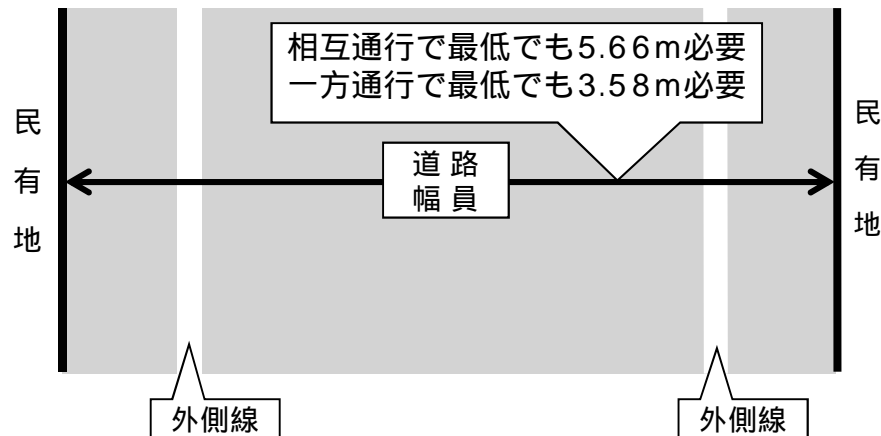 相互通行で最低でも5.66m必要
一方通行で最低でも3.58m必要
民有地
道路
幅員
民有地
外側線
外側線